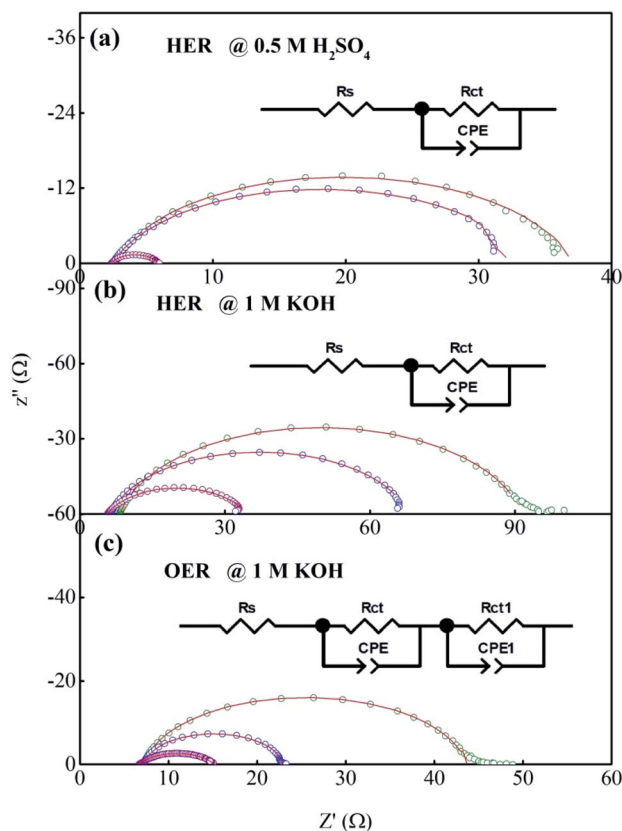 (a) HER @ 0.5 M H₂SO₄
-36
-24
-12
0
Rs
Rct
CPE
10 20 30 40
(b) HER @ 1 M KOH
-90
-60
-30
-60
Rs
Rct
CPE
30 60 90
z'' (Ω)
(c) OER @ 1 M KOH
-40
-20
0
Rs
Rct
Rct1
CPE
CPE1
0 10 20 30 40 50 60
Z' (Ω)